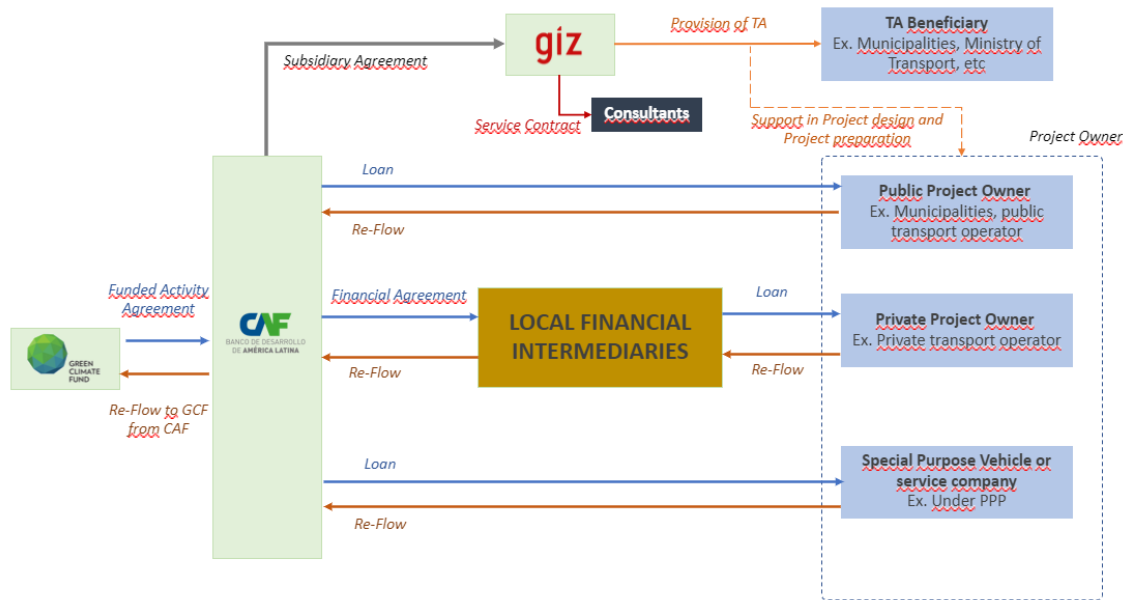 Provision of TA
TA Beneficiary
Ex. Municipalities, Ministry of
Transport, etc
giz
Subsidiary Agreement
Service Contract
Consultants
Support in Project design and
Project preparation
Project Owner
Loan
Public Project Owner
Ex. Municipalities, public
transport operator
Re-Flow
Funded Activity
Agreement
Financial Agreement
Loan
CAF
BANCO DE DESARROLLO
DE AMÉRICA LATINA
LOCAL FINANCIAL
INTERMEDIARIES
Private Project Owner
Ex. Private transport operator
GREEN
CLIMATE
FUND
Re-Flow
Re-Flow
Re-Flow to GCF
from CAF
Loan
Special Purpose Vehicle or
service company
Ex. Under PPP
Re-Flow